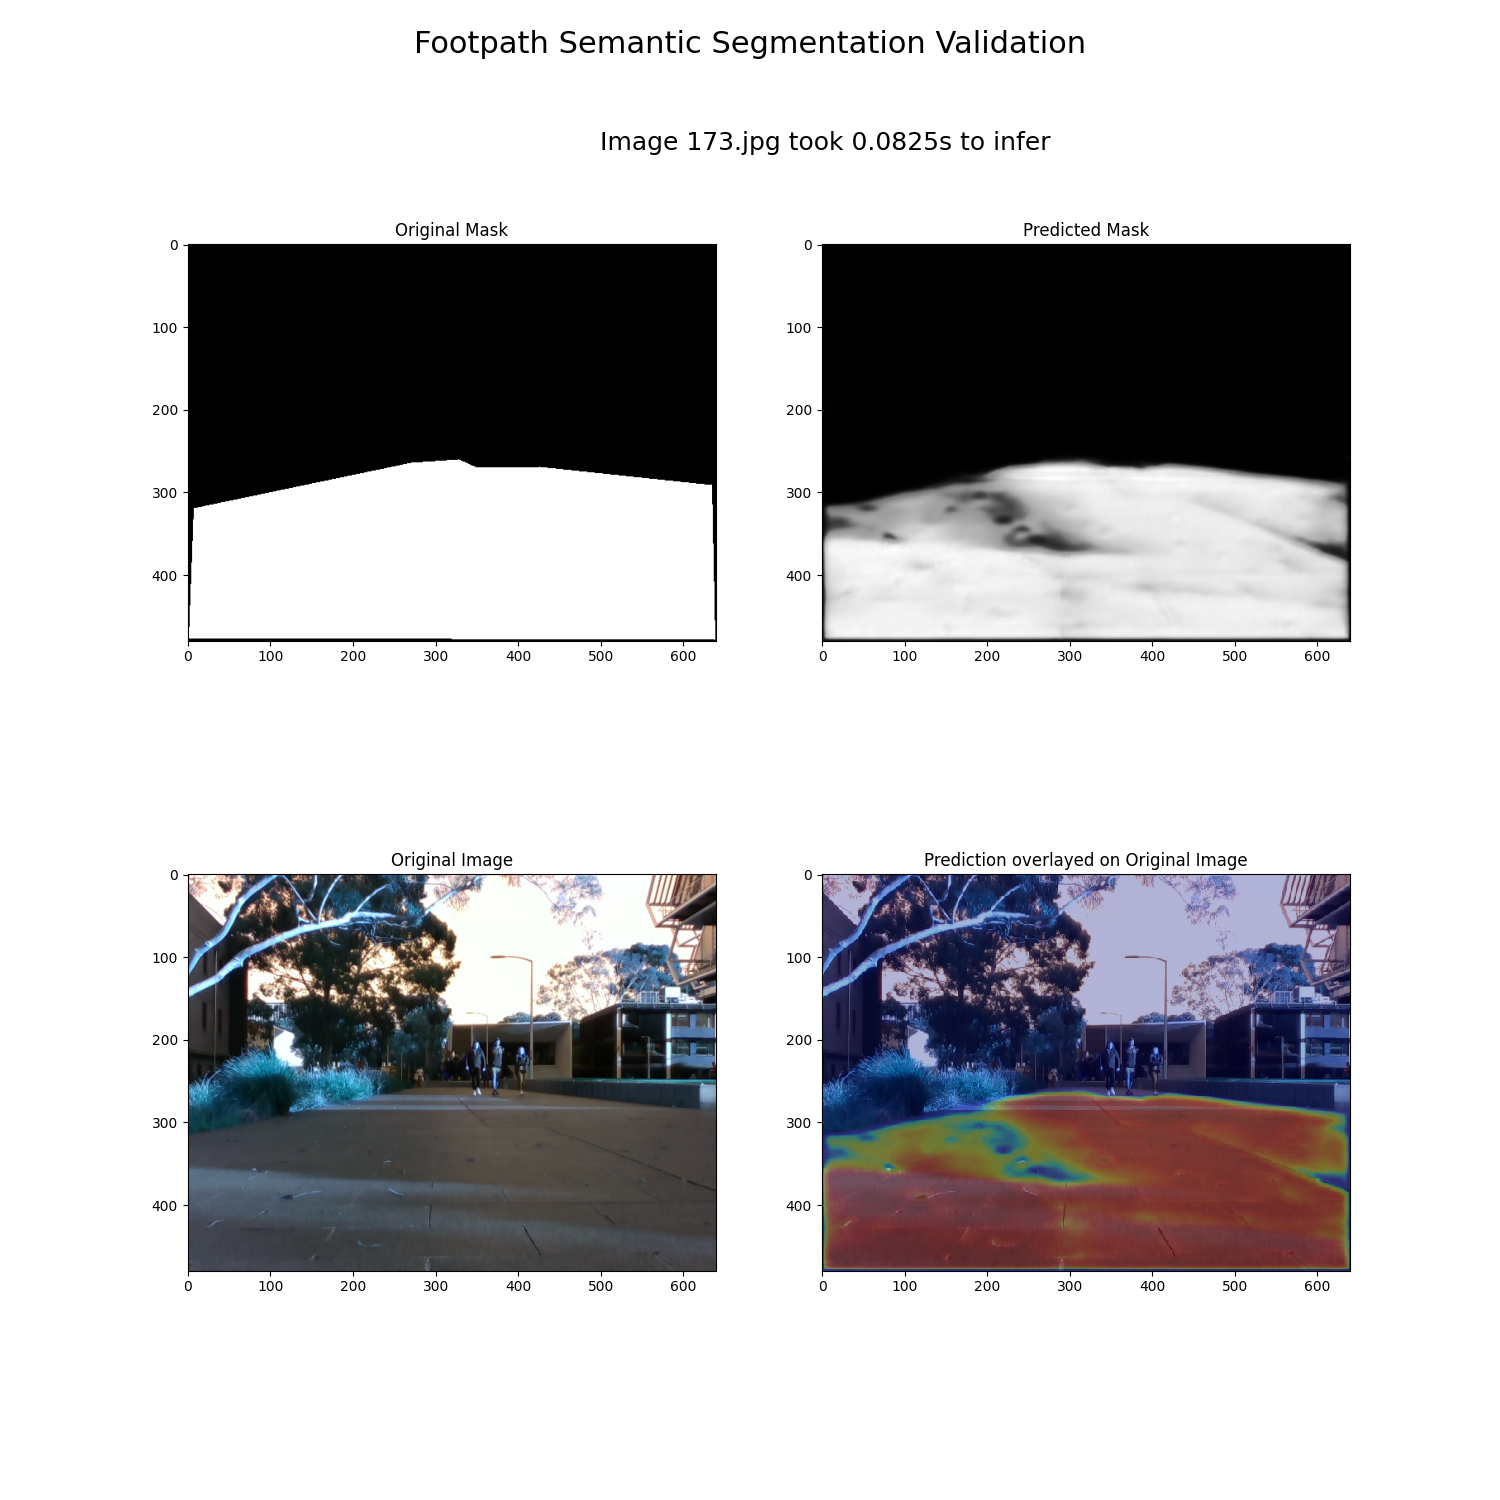 Footpath Semantic Segmentation Validation
Image 173.jpg took 0.0825s to infer
Original Mask
0
100
200
300
400
0 100 200 300 400 500 600
Predicted Mask
0
100
200
300
400
0 100 200 300 400 500 600
Original Image
0
100
200
300
400
0 100 200 300 400 500 600
Prediction overlayed on Original Image
0
100
200
300
400
0 100 200 300 400 500 600